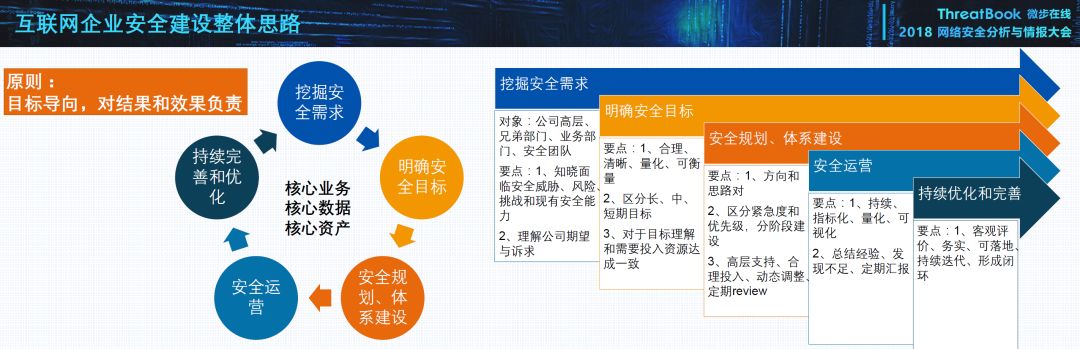 互联网企业安全建设整体思路
ThreatBook 微步在线
2018 网络安全分析与情报大会
原则：
目标导向，对结果和效果负责
挖掘安
全需求
明确安
全目标
安全规
划、体
系建设
安全运
营
持续完
善和优
化
核心业务
核心数据
核心资产
挖掘安全需求
对象：公司高层、
兄弟部门、业务部
门、安全团队
要点：1、知晓面
临安全威胁、风险、
挑战和现有安全能
力
2、理解公司期望
与诉求
明确安全目标
要点：1、合理、
清晰、量化、可衡
量
2、区分长、中、
短期目标
3、对于目标理解
和需要投入资源达
成一致
安全规划、体系建设
要点：1、方向和
思路对
2、区分紧急度和
优先级，分阶段建
设
3、高层支持、合
理投入、动态调整、
定期review
安全运营
要点：1、持续、
指标化、量化、可
视化
2、总结经验、发
现不足、定期汇报
持续优化和完善
要点：1、客观评
价、务实、可落地、
持续迭代、形成闭
环